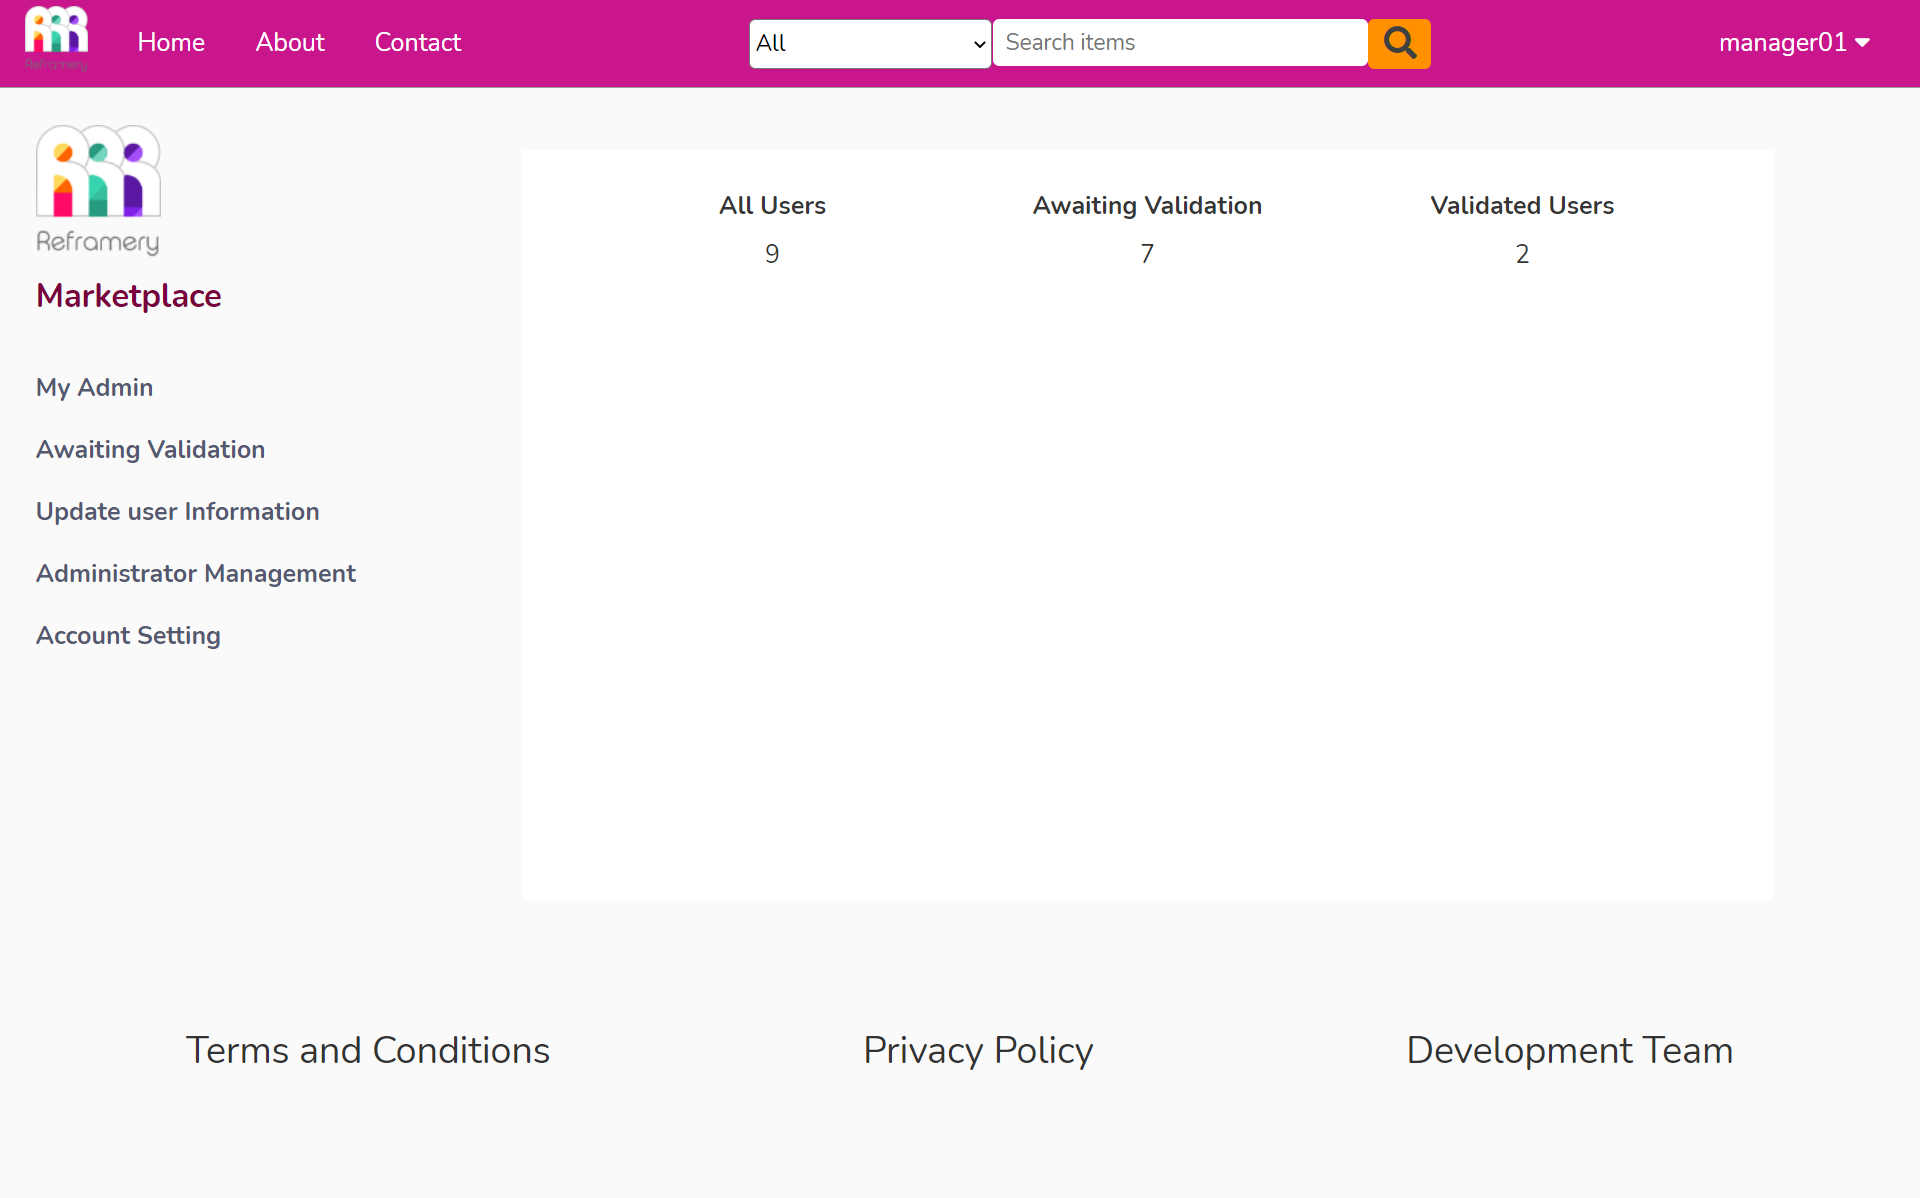 Reframery
Home About Contact All Search items manager01
Reframery
Marketplace
My Admin
Awaiting Validation
Update user Information
Administrator Management
Account Setting
All Users Awaiting Validation Validated Users
9 7 2
Terms and Conditions Privacy Policy Development Team